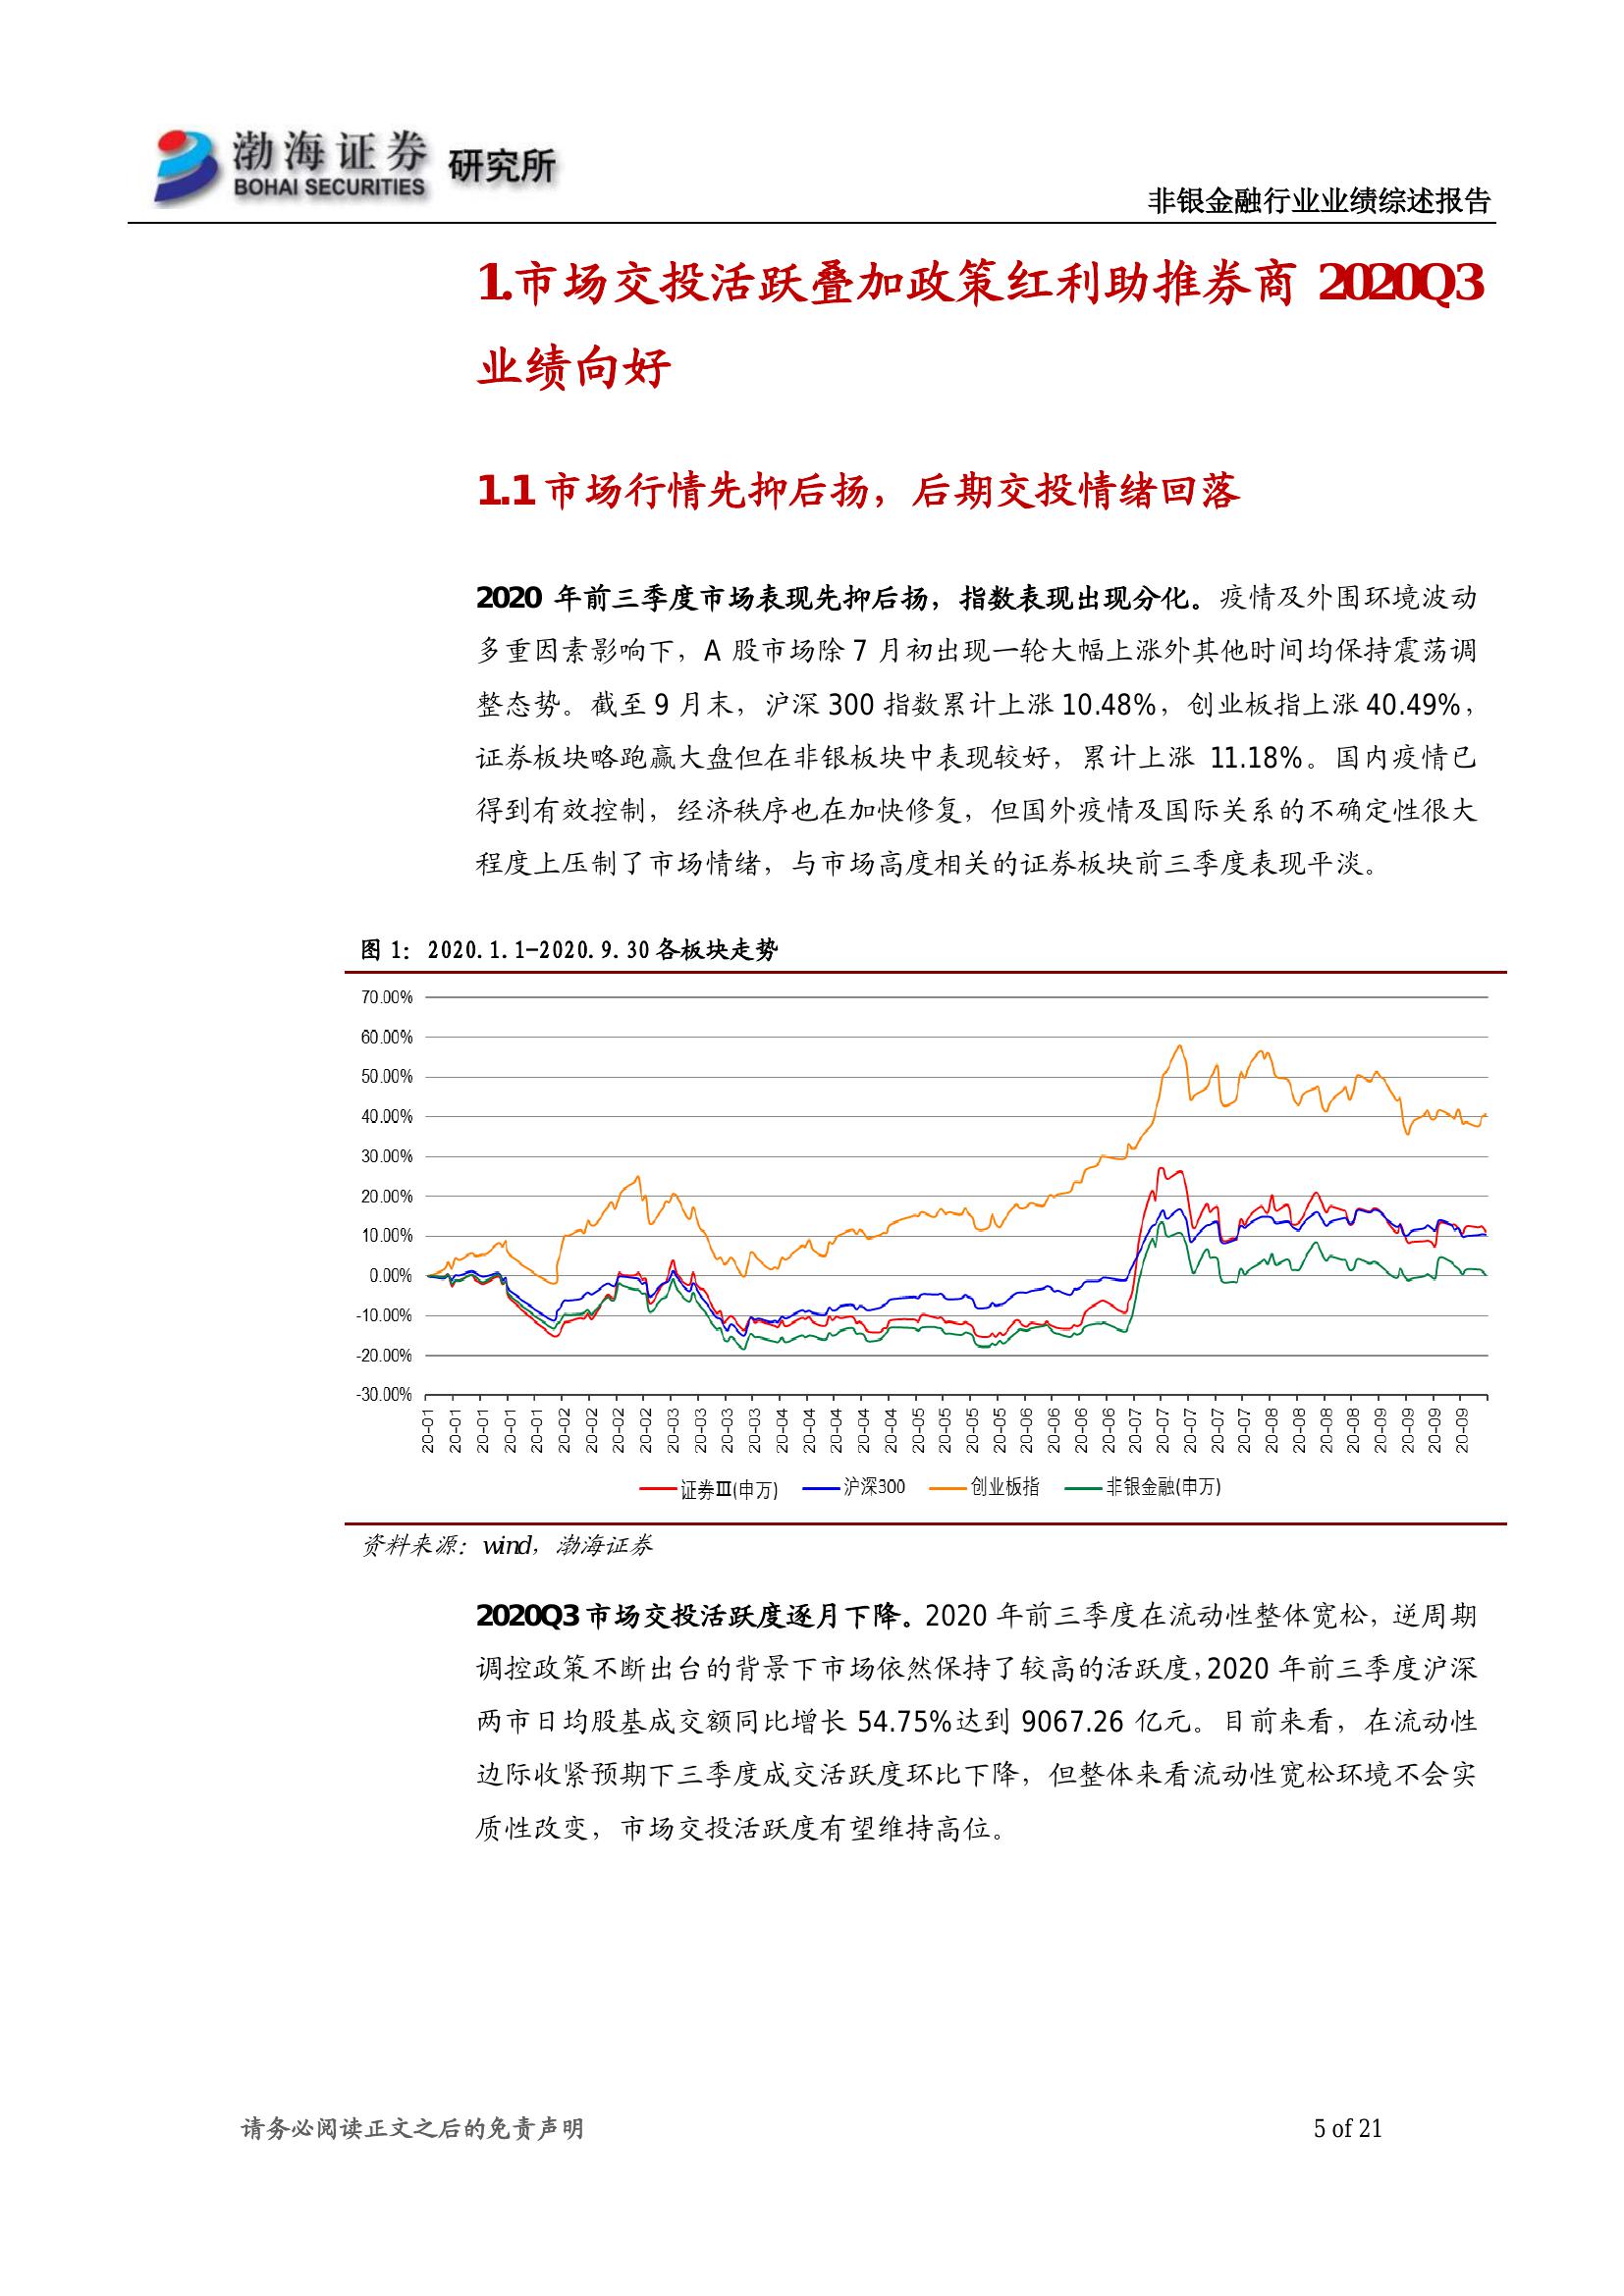 渤海证券 研究所
BOHAI SECURITIES
非银金融行业业绩综述报告
1.市场交投活跃叠加政策红利助推券商 2020Q3
业绩向好
1.1 市场行情先抑后扬，后期交投情绪回落
2020 年前三季度市场表现先抑后扬，指数表现出现分化。疫情及外围环境波动
多重因素影响下，A 股市场除 7 月初出现一轮大幅上涨外其他时间均保持震荡调
整态势。截至 9 月末，沪深 300 指数累计上涨 10.48%，创业板指上涨 40.49%，
证券板块略跑赢大盘但在非银板块中表现较好，累计上涨 11.18%。国内疫情已
得到有效控制，经济秩序也在加快修复，但国外疫情及国际关系的不确定性很大
程度上压制了市场情绪，与市场高度相关的证券板块前三季度表现平淡。
图 1：2020.1.1-2020.9.30 各板块走势
70.00%
60.00%
50.00%
40.00%
30.00%
20.00%
10.00%
0.00%
-10.00%
-20.00%
-30.00%
20-01 20-01 20-01 20-01 20-01 20-02 20-02 20-02 20-02 20-03 20-03 20-03 20-03 20-04 20-04 20-04 20-04 20-04 20-05 20-05 20-05 20-05 20-06 20-06 20-06 20-06 20-07 20-07 20-07 20-07 20-07 20-08 20-08 20-08 20-08 20-09 20-09 20-09 20-09
证券Ⅲ(申万) 沪深300 创业板指 非银金融(申万)
资料来源：wind，渤海证券
2020Q3 市场交投活跃度逐月下降。2020 年前三季度在流动性整体宽松，逆周期
调控政策不断出台的背景下市场依然保持了较高的活跃度，2020 年前三季度沪深
两市日均股基成交额同比增长 54.75%达到 9067.26 亿元。目前来看，在流动性
边际收紧预期下三季度成交活跃度环比下降，但整体来看流动性宽松环境不会实
质性改变，市场交投活跃度有望维持高位。
请务必阅读正文之后的免责声明
5 of 21